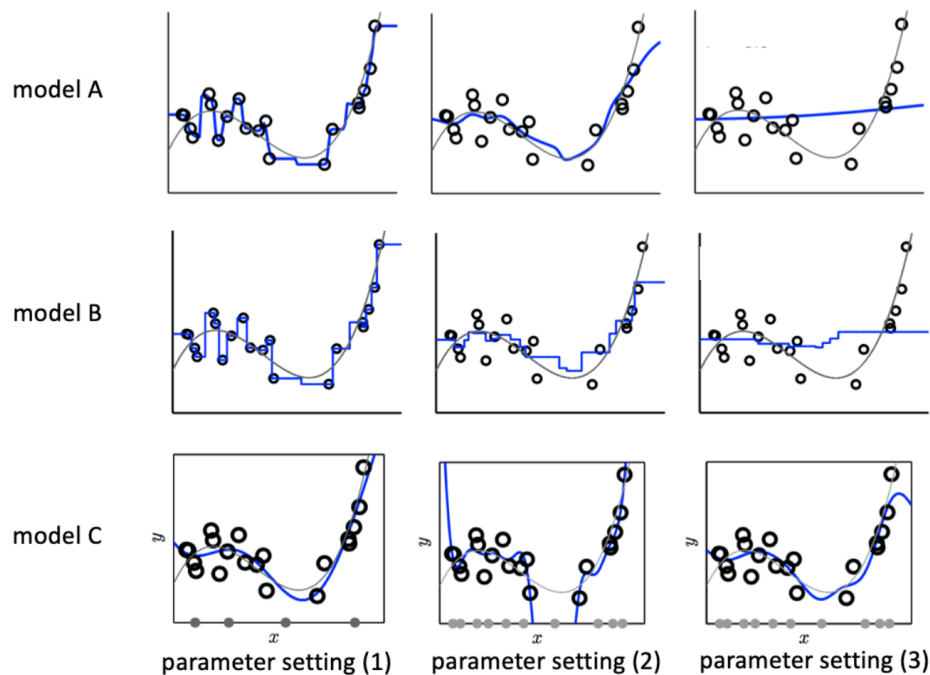 model A
model B
model C
y
y
y
x
x
x
parameter setting (1)
parameter setting (2)
parameter setting (3)